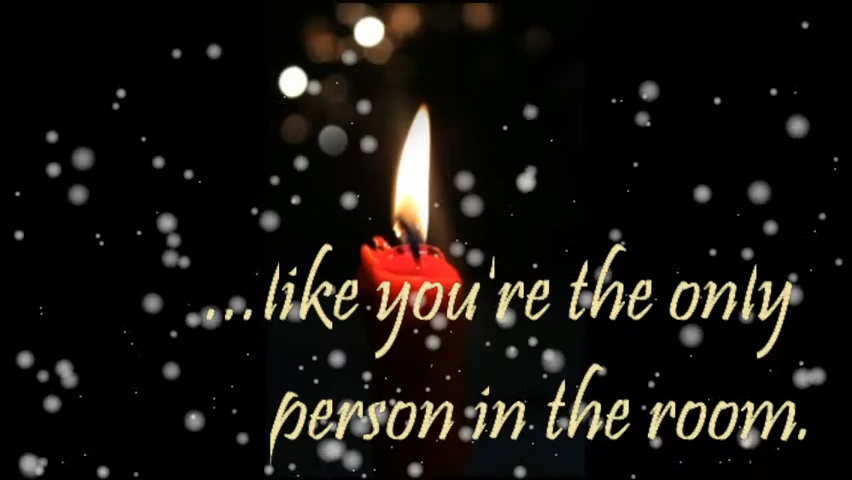 ...like you're the only
person in the room.